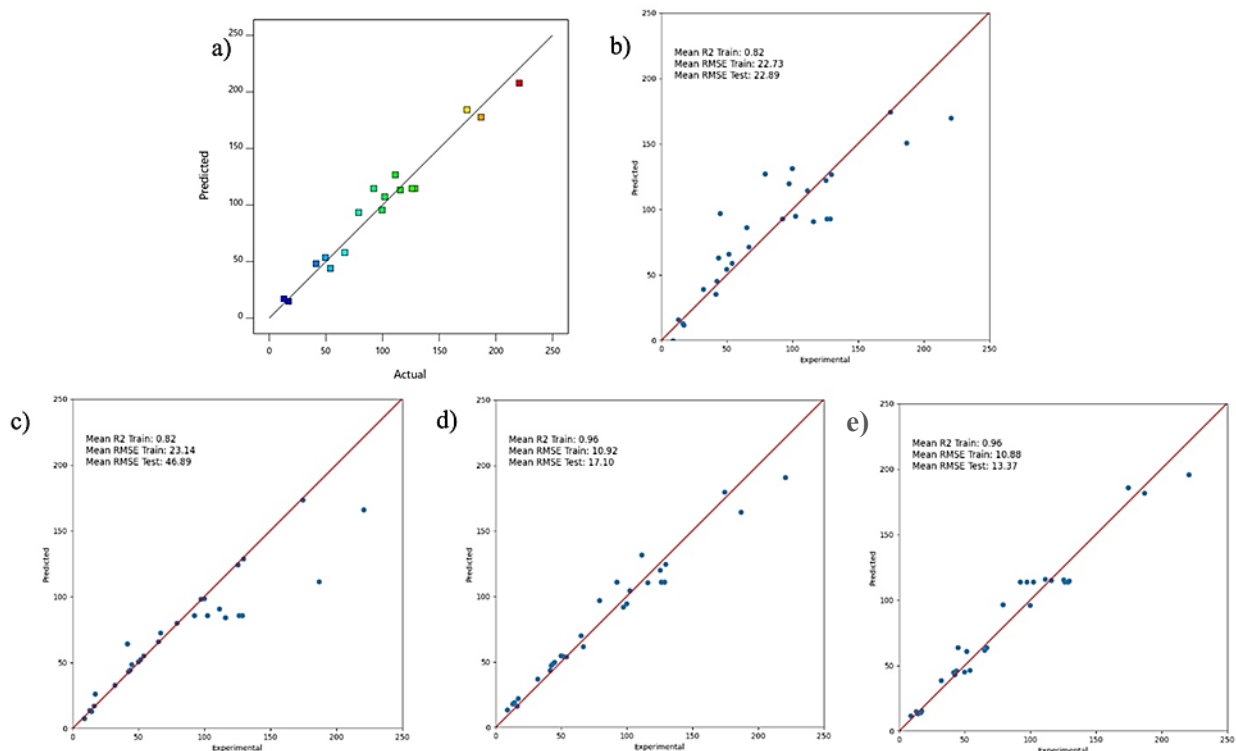 a)
250
200
150
100
50
0
Predicted
0 50 100 150 200 250
Actual
b)
250
200
150
100
50
0
Predicted
Mean R2 Train: 0.82
Mean RMSE Train: 22.73
Mean RMSE Test: 22.89
0 50 100 150 200 250
Experimental
c)
250
200
150
100
50
0
Predicted
Mean R2 Train: 0.82
Mean RMSE Train: 23.14
Mean RMSE Test: 46.89
0 50 100 150 200 250
Experimental
d)
250
200
150
100
50
0
Predicted
Mean R2 Train: 0.96
Mean RMSE Train: 10.92
Mean RMSE Test: 17.10
0 50 100 150 200 250
Experimental
e)
250
200
150
100
50
0
Predicted
Mean R2 Train: 0.96
Mean RMSE Train: 10.88
Mean RMSE Test: 13.37
0 50 100 150 200 250
Experimental